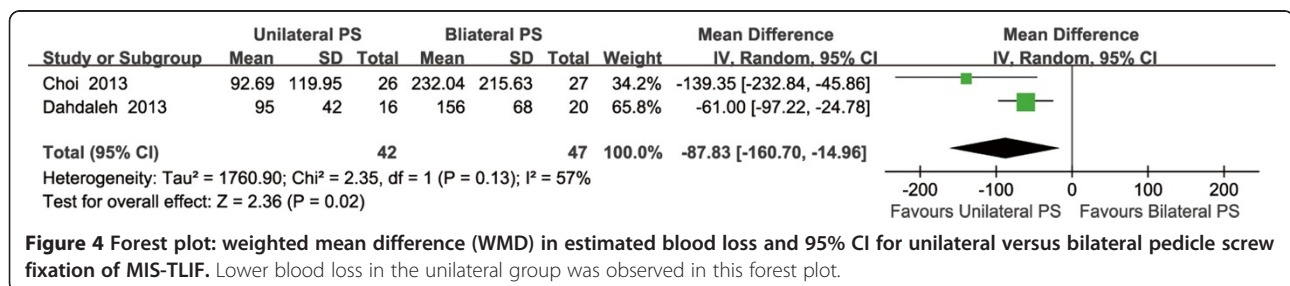 Unilateral PS Bliateral PS Mean Difference Mean Difference
Study or Subgroup Mean SD Total Mean SD Total Weight IV, Random, 95% CI IV, Random, 95% CI
Choi 2013 92.69 119.95 26 232.04 215.63 27 34.2% -139.35 [-232.84, -45.86]
Dahdaleh 2013 95 42 16 156 68 20 65.8% -61.00 [-97.22, -24.78]
Total (95% CI) 42 47 100.0% -87.83 [-160.70, -14.96]
Heterogeneity: Tau² = 1760.90; Chi² = 2.35, df = 1 (P = 0.13); I² = 57%
Test for overall effect: Z = 2.36 (P = 0.02)
-200 -100 0 100 200
Favours Unilateral PS Favours Bilateral PS
Figure 4 Forest plot: weighted mean difference (WMD) in estimated blood loss and 95% CI for unilateral versus bilateral pedicle screw
fixation of MIS-TLIF. Lower blood loss in the unilateral group was observed in this forest plot.